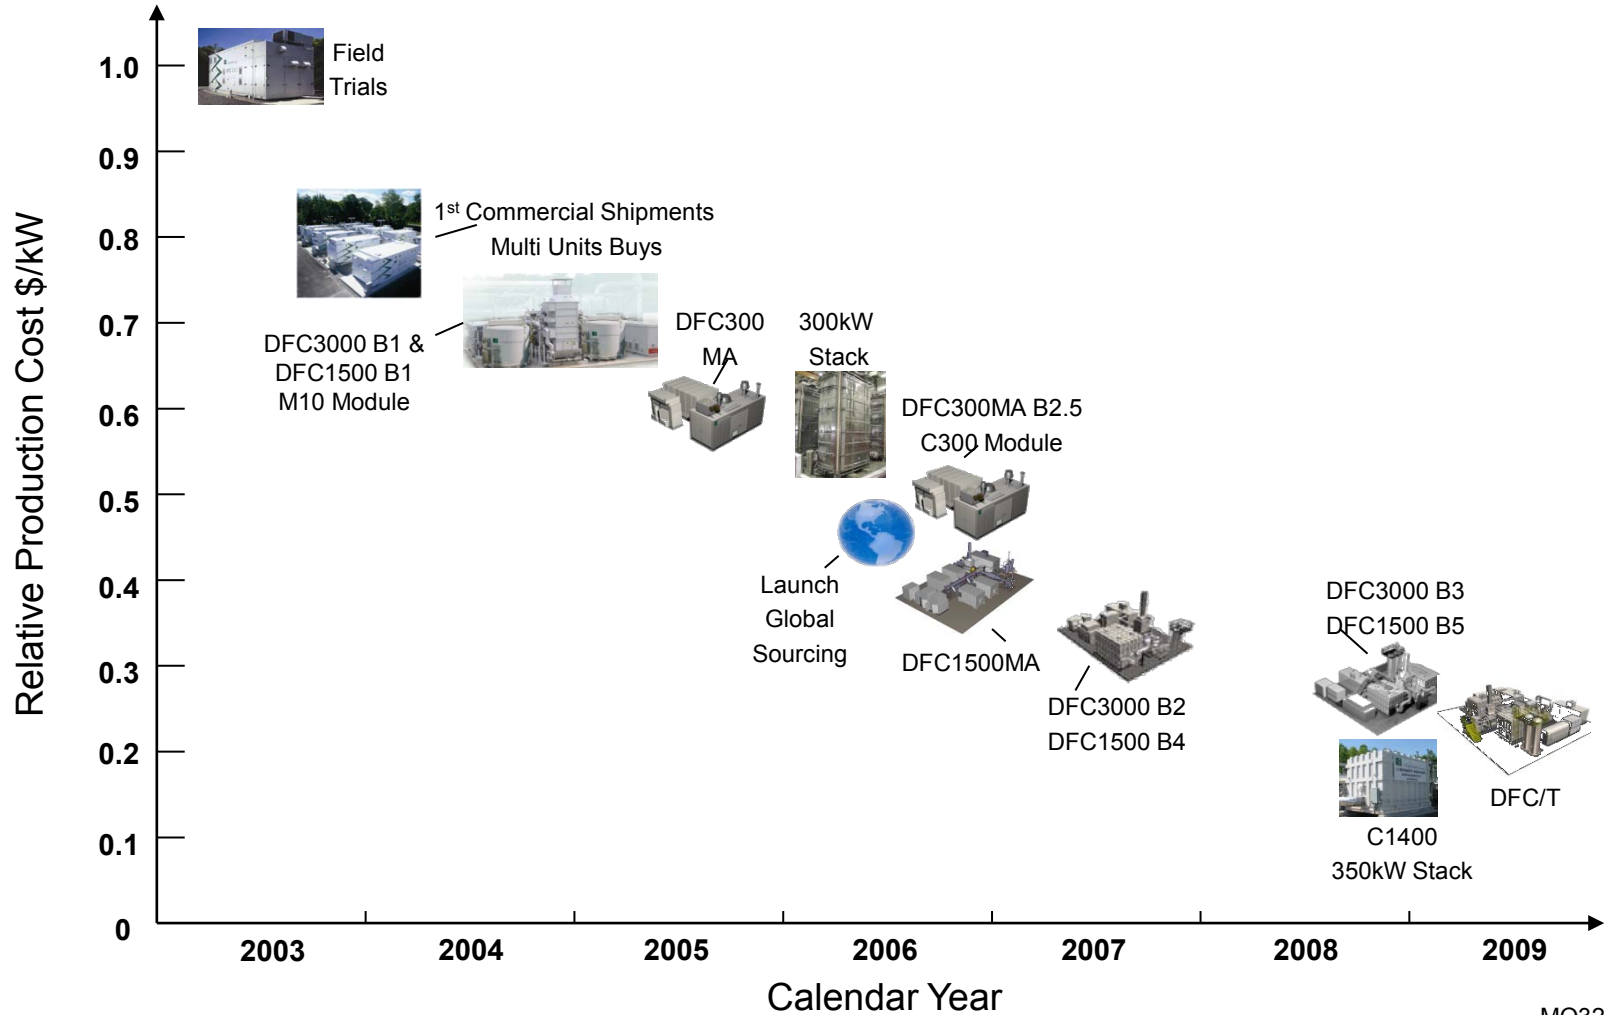 Relative Production Cost $/kW
1.0
0.9
0.8
0.7
0.6
0.5
0.4
0.3
0.2
0.1
0
Field
Trials
1st Commercial Shipments
Multi Units Buys
DFC3000 B1 &
DFC1500 B1
M10 Module
DFC300
MA
300kW
Stack
DFC300MA B2.5
C300 Module
Launch
Global
Sourcing
DFC1500MA
DFC3000 B2
DFC1500 B4
DFC3000 B3
DFC1500 B5
C1400
350kW Stack
DFC/T
2003
2004
2005
2006
2007
2008
2009
Calendar Year